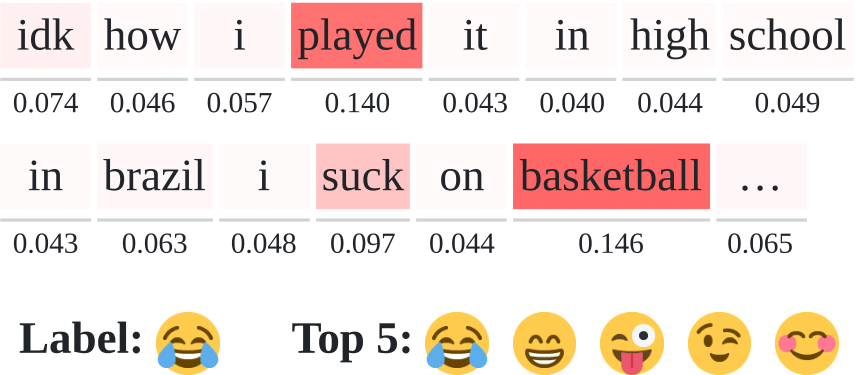 idk how i played it in high school
0.074 0.046 0.057 0.140 0.043 0.040 0.044 0.049
in brazil i suck on basketball …
0.043 0.063 0.048 0.097 0.044 0.146 0.065
Label: 😂 Top 5: 😂 😁 😜 😉 😊